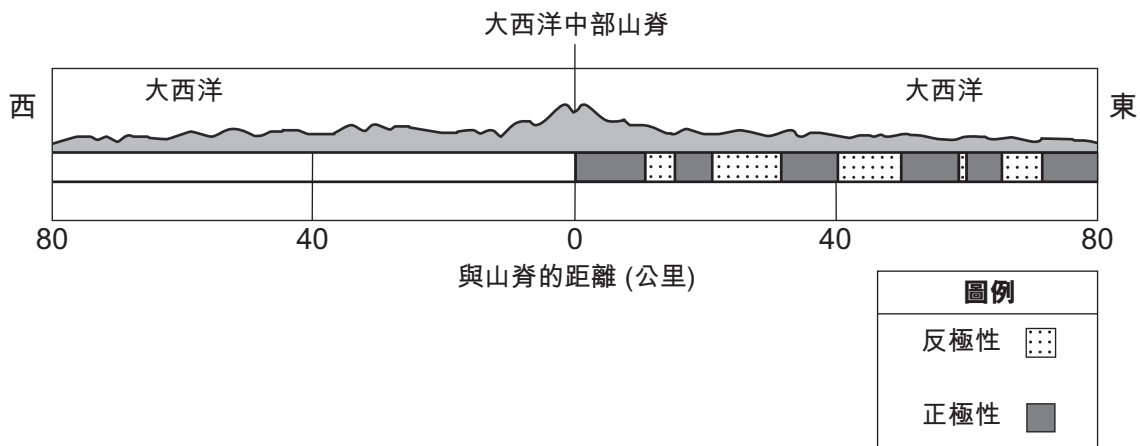 大西洋中部山脊
西
大西洋
大西洋
東
80
40
0
40
80
與山脊的距離 (公里)
圖例
反極性
正極性